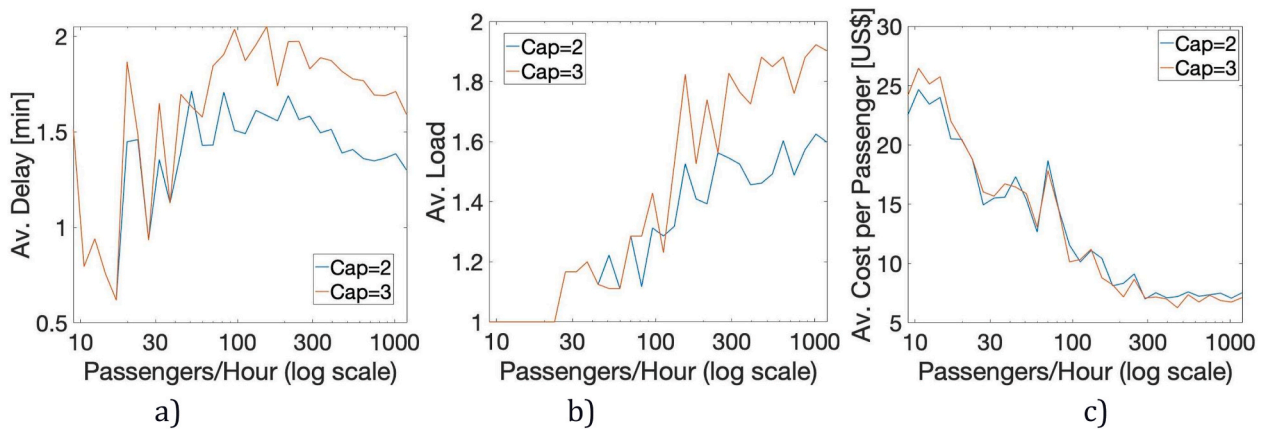 Av. Delay [min]
2
1.5
1
0.5
Cap=2
Cap=3
10 30 100 300 1000
Passengers/Hour (log scale)
a)
Av. Load
2
1.8
1.6
1.4
1.2
1
Cap=2
Cap=3
10 30 100 300 1000
Passengers/Hour (log scale)
b)
Av. Cost per Passenger [US$]
30
25
20
15
10
5
Cap=2
Cap=3
10 30 100 300 1000
Passengers/Hour (log scale)
c)